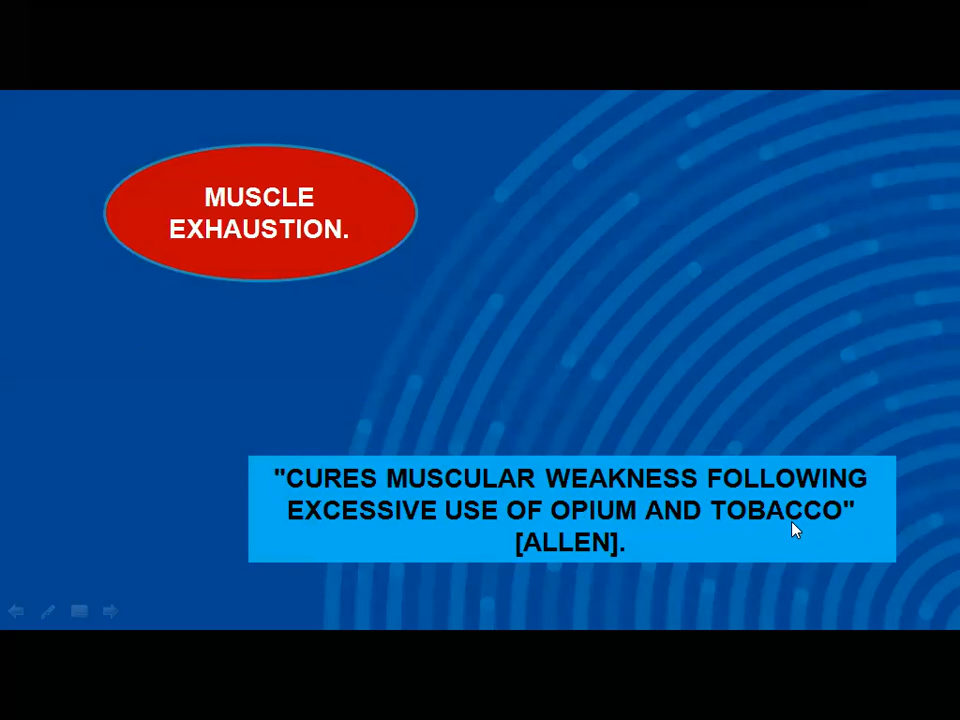 MUSCLE
EXHAUSTION.
"CURES MUSCULAR WEAKNESS FOLLOWING
EXCESSIVE USE OF OPIUM AND TOBACCO"
[ALLEN].